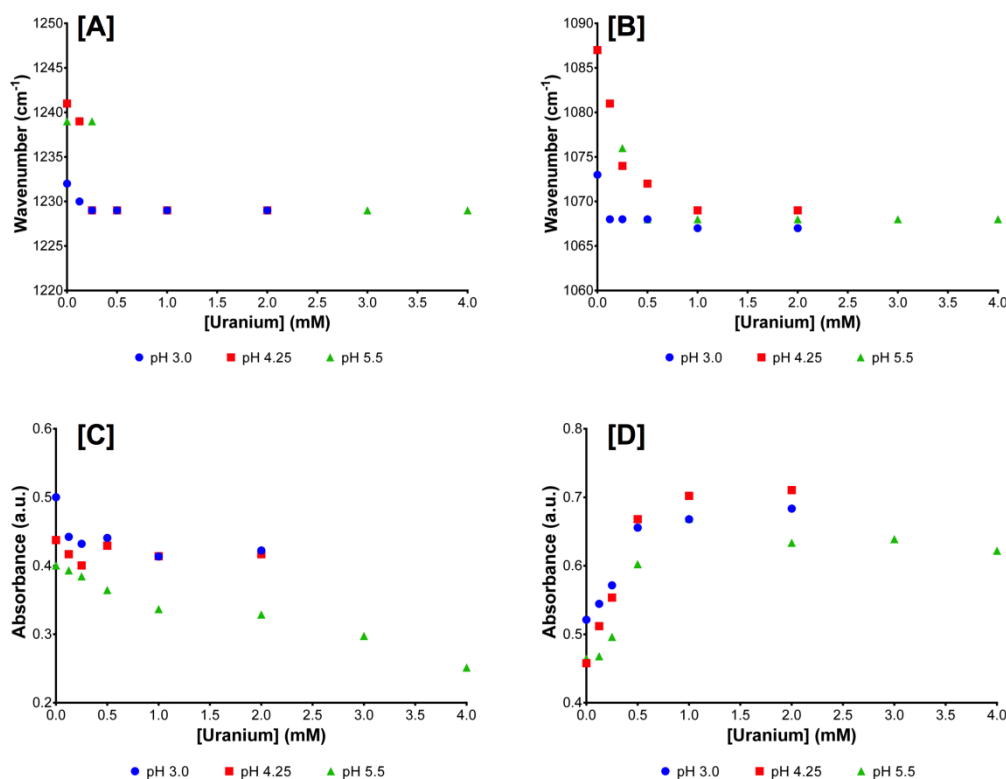 [A]
Wavenumber (cm-1)
1250
1245
1240
1235
1230
1225
1220
0.0 0.5 1.0 1.5 2.0 2.5 3.0 3.5 4.0
[Uranium] (mM)
pH 3.0 pH 4.25 pH 5.5
[B]
Wavenumber (cm-1)
1090
1085
1080
1075
1070
1065
1060
0.0 0.5 1.0 1.5 2.0 2.5 3.0 3.5 4.0
[Uranium] (mM)
pH 3.0 pH 4.25 pH 5.5
[C]
Absorbance (a.u.)
0.6
0.5
0.4
0.3
0.2
0.0 0.5 1.0 1.5 2.0 2.5 3.0 3.5 4.0
[Uranium] (mM)
pH 3.0 pH 4.25 pH 5.5
[D]
Absorbance (a.u.)
0.8
0.7
0.6
0.5
0.4
0.0 0.5 1.0 1.5 2.0 2.5 3.0 3.5 4.0
[Uranium] (mM)
pH 3.0 pH 4.25 pH 5.5